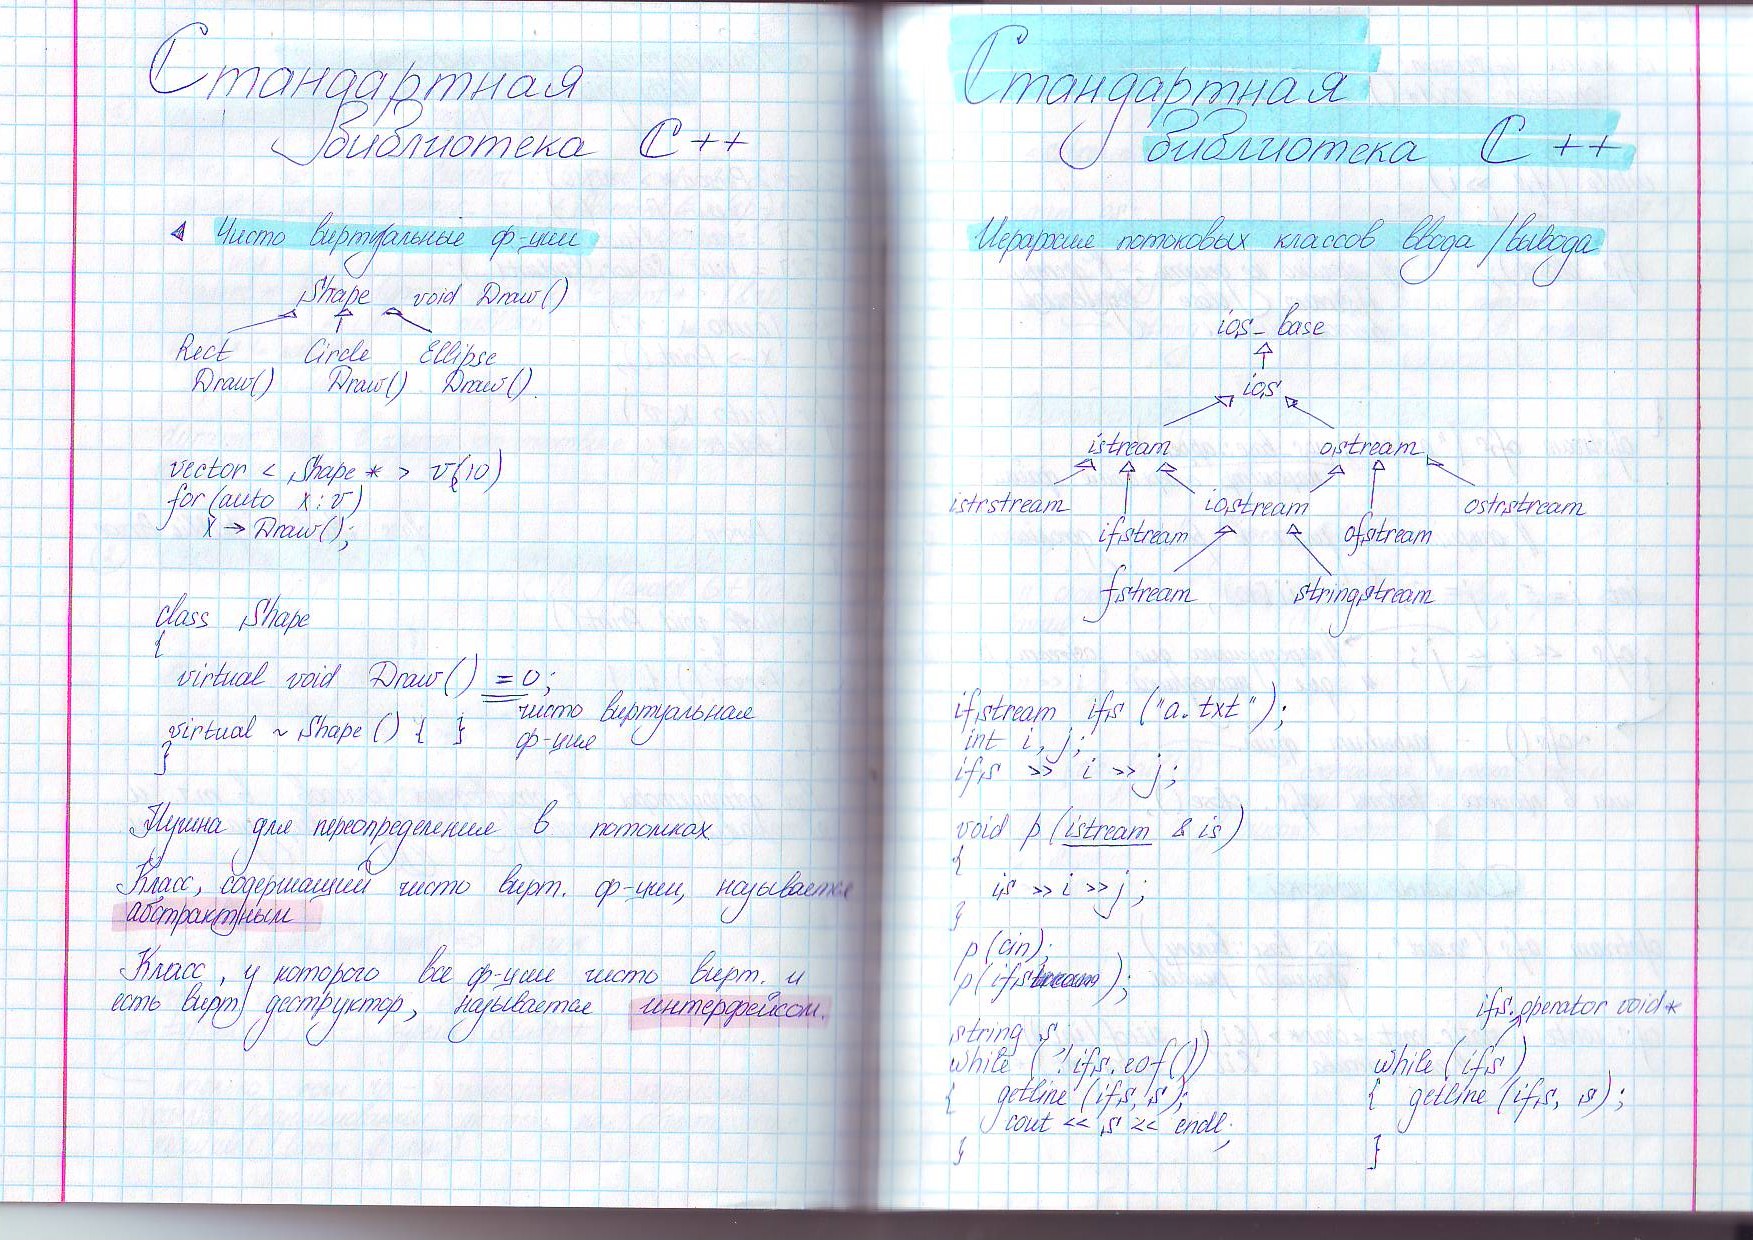 Стандартная
библиотека C++
Чисто виртуальные ф-ции
Shape void Draw()
Rect Circle Ellipse
Draw() Draw() Draw().
vector < Shape * > v(10)
for (auto x : v)
x → Draw();
class Shape
{
virtual void Draw() = 0;
чисто виртуальная
virtual ~ Shape () { }
ф-ция
}
Нужна для переопределения в потомках
Класс, содержащий чисто вирт. ф-ции, называется
абстрактным
Класс, у которого все ф-ции чисто вирт. и
есть вирт. деструктор, называется интерфейсом.
Стандартная
библиотека C++
Иерархия потоковых классов ввода/вывода
ios_base
ios
istream ostream
istrstream iostream ostrstream
ifstream ofstream
fstream stringstream
ifstream ifs ("a.txt");
int i, j;
ifs >> i >> j;
void p (istream & is)
{
is >> i >> j;
}
p(cin);
p(ifs);
string s;
while ( ! ifs.eof())
{ getline (ifs, s);
cout << s << endl;
}
ifs.operator void*
while (ifs)
{ getline (ifs, s);
}